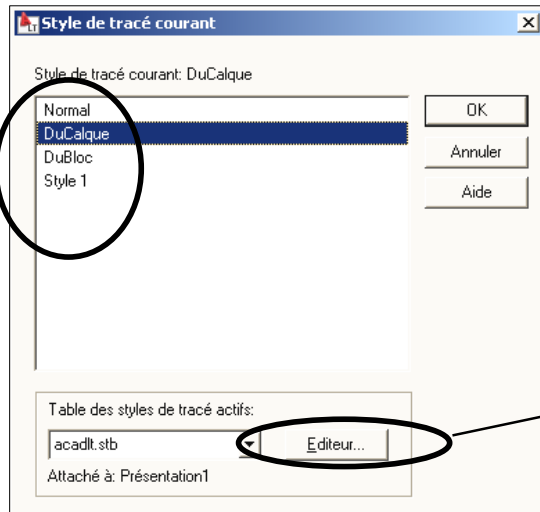 Style de tracé courant
Style de tracé courant: DuCalque
Normal
DuCalque
DuBloc
Style 1
OK
Annuler
Aide
Table des styles de tracé actifs:
acadlt.stb
Editeur...
Attaché à: Présentation1